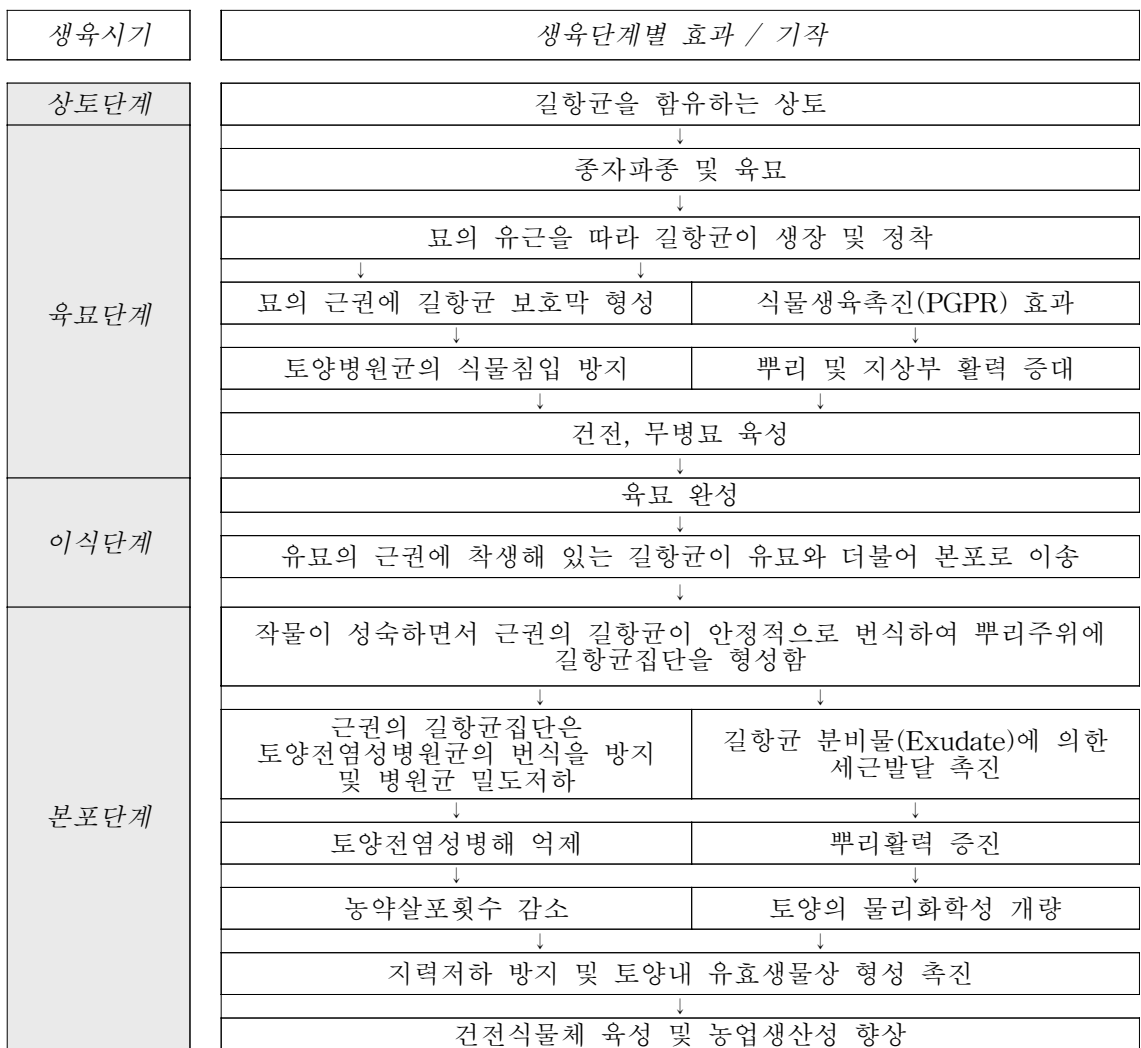 생육시기
생육단계별 효과 / 기작
상토단계
길항균을 함유하는 상토
↓
종자파종 및 육묘
↓
묘의 유근을 따라 길항균이 생장 및 정착
↓ ↓
육묘단계
묘의 근권에 길항균 보호막 형성
식물생육촉진(PGPR) 효과
↓ ↓
토양병원균의 식물침입 방지
뿌리 및 지상부 활력 증대
↓ ↓
건전, 무병묘 육성
↓
이식단계
육묘 완성
↓
유묘의 근권에 착생해 있는 길항균이 유묘와 더불어 본포로 이송
↓
본포단계
작물이 성숙하면서 근권의 길항균이 안정적으로 번식하여 뿌리주위에
길항균집단을 형성함
↓ ↓
근권의 길항균집단은
토양전염성병원균의 번식을 방지
및 병원균 밀도저하
길항균 분비물(Exudate)에 의한
세근발달 촉진
↓ ↓
토양전염성병해 억제
뿌리활력 증진
↓ ↓
농약살포횟수 감소
토양의 물리화학성 개량
↓ ↓
지력저하 방지 및 토양내 유효생물상 형성 촉진
↓
건전식물체 육성 및 농업생산성 향상